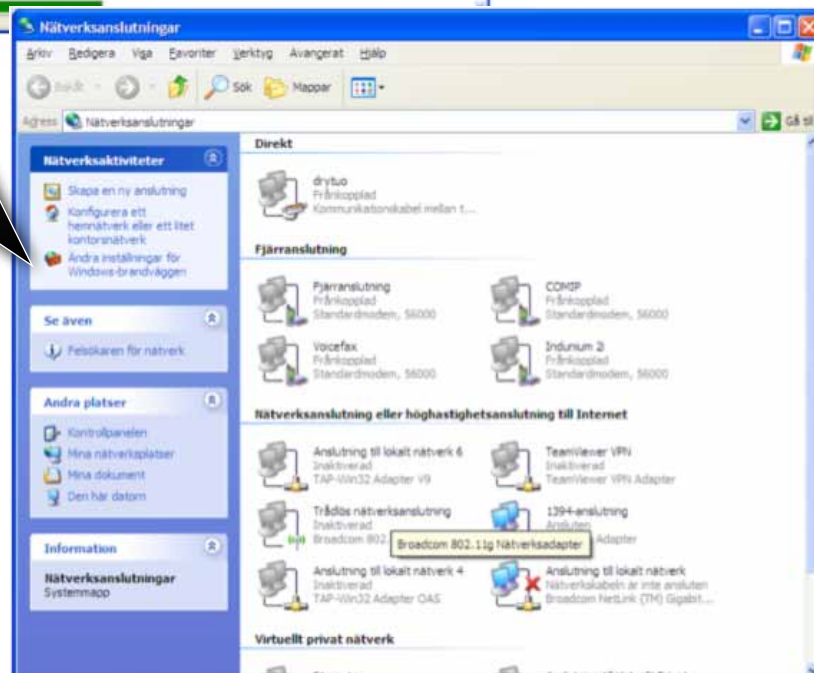 Nätverksanslutningar
Arkiv Redigera Visa Favoriter Verktyg Avancerat Hjälp
Bakåt Sök Mappar
Adress Nätverksanslutningar Gå til
Nätverksaktiviteter
Skapa en ny anslutning
Konfigurera ett
hemnätverk eller ett litet
kontorsnätverk
Ändra inställningar för
Windows-brandväggen
Se även
Felsökaren för nätverk
Andra platser
Kontrollpanelen
Mina nätverksplatser
Mina dokument
Den här datorn
Information
Nätverksanslutningar
Systemmapp
Direkt
drytuo
Frånkopplad
Kommunikationskabel mellan t...
Fjärranslutning
Fjärranslutning
Frånkopplad
Standardmodem, 56000
COMIP
Frånkopplad
Standardmodem, 56000
Voicefax
Frånkopplad
Standardmodem, 56000
Indunium 2
Frånkopplad
Standardmodem, 56000
Nätverksanslutning eller höghastighetsanslutning till Internet
Anslutning till lokalt nätverk 6
Inaktiverad
TAP-Win32 Adapter V9
TeamViewer VPN
Inaktiverad
TeamViewer VPN Adapter
Trådlös nätverksanslutning
Inaktiverad
Broadcom 802
Broadcom 802.11g Nätverksadapter
1394-anslutning
Ansluten
Adapter
Anslutning till lokalt nätverk 4
Inaktiverad
TAP-Win32 Adapter OAS
Anslutning till lokalt nätverk
Nätverkskabeln är inte ansluten
Broadcom NetLink (TM) Gigabit...
Virtuellt privat nätverk